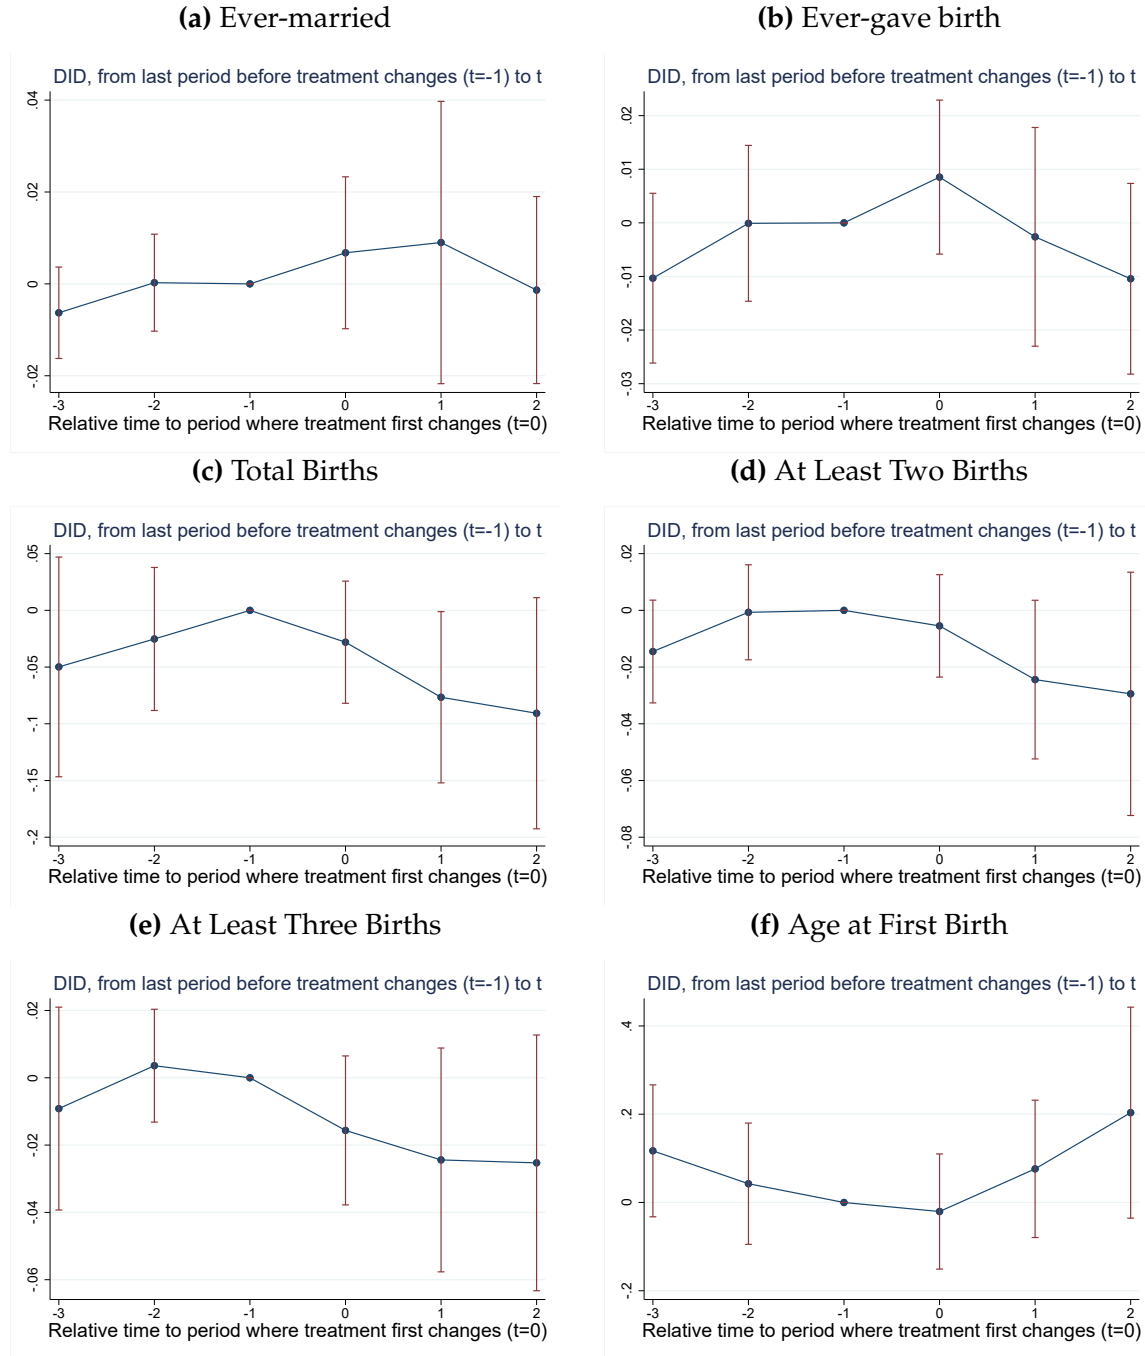 (a) Ever-married
DID, from last period before treatment changes (t=-1) to t
.04
.02
0
-.02
-3 -2 -1 0 1 2
Relative time to period where treatment first changes (t=0)
(b) Ever-gave birth
DID, from last period before treatment changes (t=-1) to t
.02
.01
0
-.01
-.02
-.03
-3 -2 -1 0 1 2
Relative time to period where treatment first changes (t=0)
(c) Total Births
DID, from last period before treatment changes (t=-1) to t
.05
0
-.05
-.1
-.15
-.2
-3 -2 -1 0 1 2
Relative time to period where treatment first changes (t=0)
(d) At Least Two Births
DID, from last period before treatment changes (t=-1) to t
.02
0
-.02
-.04
-.06
-.08
-3 -2 -1 0 1 2
Relative time to period where treatment first changes (t=0)
(e) At Least Three Births
DID, from last period before treatment changes (t=-1) to t
.02
0
-.02
-.04
-.06
-3 -2 -1 0 1 2
Relative time to period where treatment first changes (t=0)
(f) Age at First Birth
DID, from last period before treatment changes (t=-1) to t
.4
.2
0
-.2
-3 -2 -1 0 1 2
Relative time to period where treatment first changes (t=0)